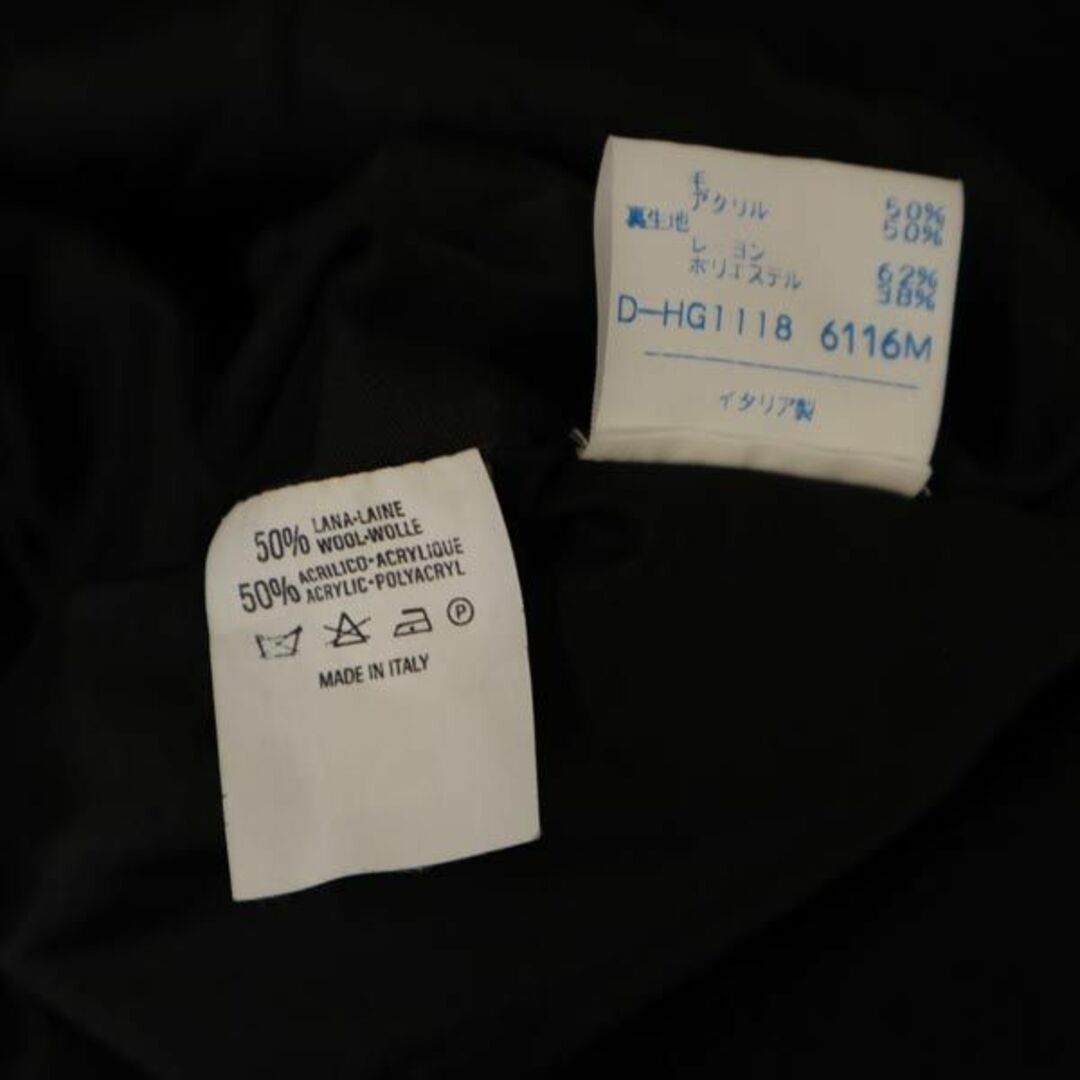 毛 50%
アクリル 50%
裏生地
レーヨン 62%
ポリエステル 38%
D-HG1118 6116M
イタリア製
50% LANA-LAINE
WOOL-WOLLE
50% ACRILICO-ACRYLIQUE
ACRYLIC-POLYACRYL
P
MADE IN ITALY